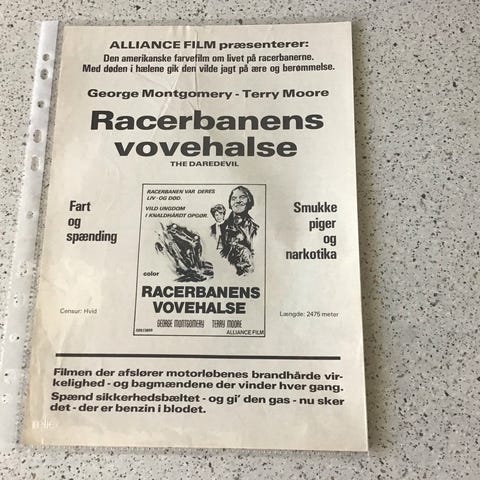 ALLIANCE FILM præsenterer:
Den amerikanske farvefilm om livet på racerbanerne.
Med døden i hælene gik den vilde jagt på ære og berømmelse.
George Montgomery - Terry Moore
Racerbanens
vovehalse
THE DAREDEVIL
Fart
og
spænding
RACERBANEN VAR DERES
LIV - OG DØD.
VILD UNGDOM
I KNALDHÅRDT OPGØR.
color
RACERBANENS
VOVEHALSE
GEORGE MONTGOMERY TERRY MOORE
ALLIANCE FILM
Smukke
piger
og
narkotika
Censur: Hvid
Længde: 2475 meter
Filmen der afslører motorløbenes brandhårde vir-
kelighed - og bagmændene der vinder hver gang.
Spænd sikkerhedsbæltet - og gi' den gas - nu sker
det - der er benzin i blodet.